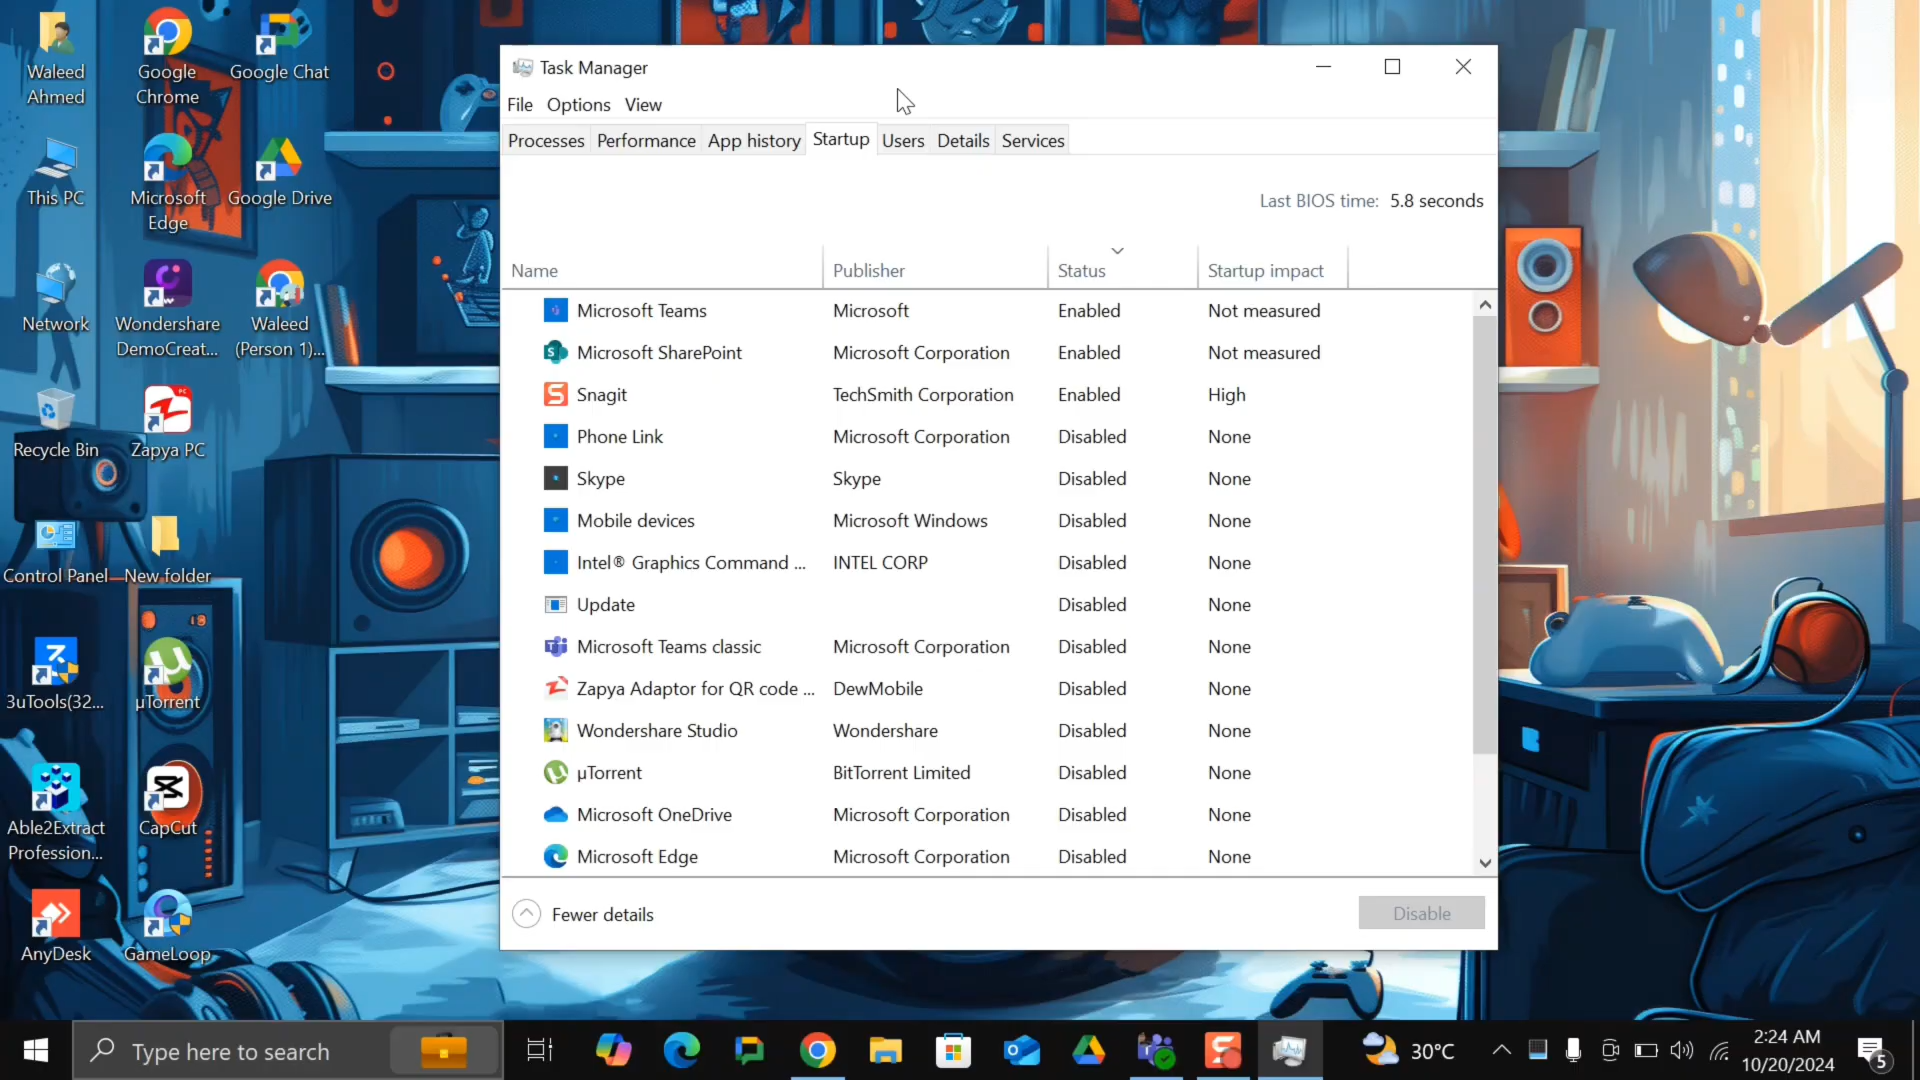 Waleed
Ahmed
Google
Chrome
Google Chat
This PC
Microsoft
Edge
Google Drive
Network
Wondershare
DemoCreat...
Waleed
(Person 1)...
Recycle Bin
Zapya PC
Control Panel
New folder
3uTools(32...
µTorrent
Able2Extract
Profession...
CapCut
AnyDesk
GameLoop
Task Manager
File Options View
Processes Performance App history Startup Users Details Services
Last BIOS time: 5.8 seconds
Name Publisher Status Startup impact
Microsoft Teams Microsoft Enabled Not measured
Microsoft SharePoint Microsoft Corporation Enabled Not measured
Snagit TechSmith Corporation Enabled High
Phone Link Microsoft Corporation Disabled None
Skype Skype Disabled None
Mobile devices Microsoft Windows Disabled None
Intel® Graphics Command ... INTEL CORP Disabled None
Update Disabled None
Microsoft Teams classic Microsoft Corporation Disabled None
Zapya Adaptor for QR code ... DewMobile Disabled None
Wondershare Studio Wondershare Disabled None
µTorrent BitTorrent Limited Disabled None
Microsoft OneDrive Microsoft Corporation Disabled None
Microsoft Edge Microsoft Corporation Disabled None
Fewer details
Disable
Type here to search
30°C
2:24 AM
10/20/2024
5